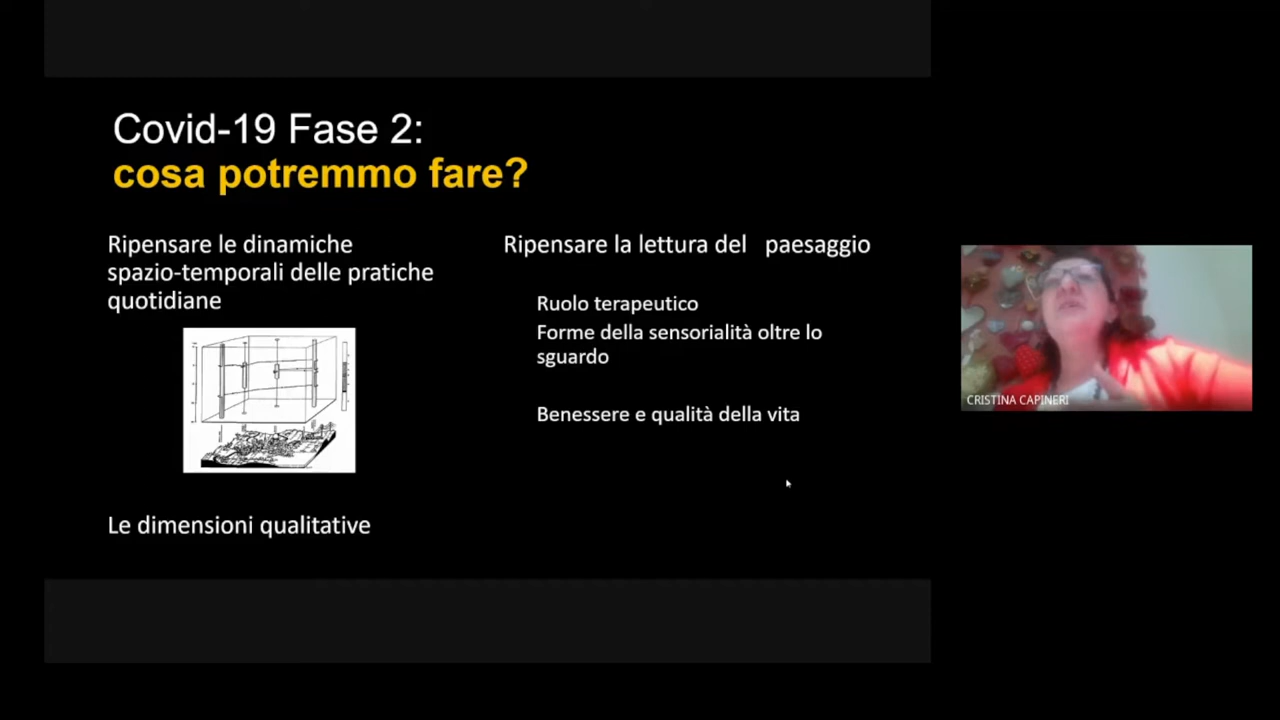 Covid-19 Fase 2:
cosa potremmo fare?
Ripensare le dinamiche
spazio-temporali delle pratiche
quotidiane
Le dimensioni qualitative
Ripensare la lettura del paesaggio
Ruolo terapeutico
Forme della sensorialità oltre lo
sguardo
Benessere e qualità della vita
CRISTINA CAPINERI